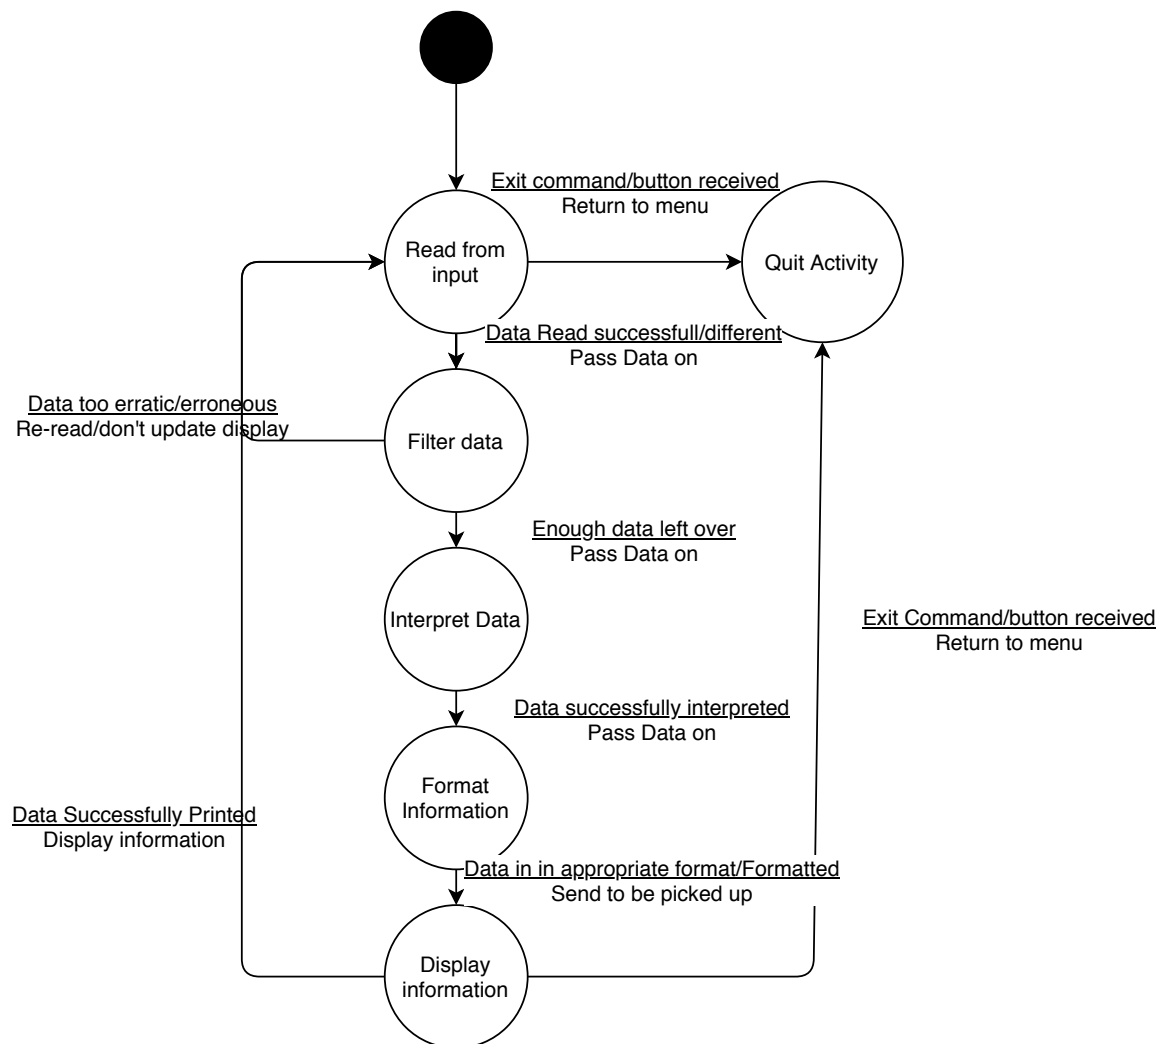 Exit command/button received
Return to menu
Read from
input
Quit Activity
Data Read successfull/different
Pass Data on
Data too erratic/erroneous
Re-read/don't update display
Filter data
Enough data left over
Pass Data on
Interpret Data
Exit Command/button received
Return to menu
Data successfully interpreted
Pass Data on
Format
Information
Data Successfully Printed
Display information
Data in in appropriate format/Formatted
Send to be picked up
Display
information